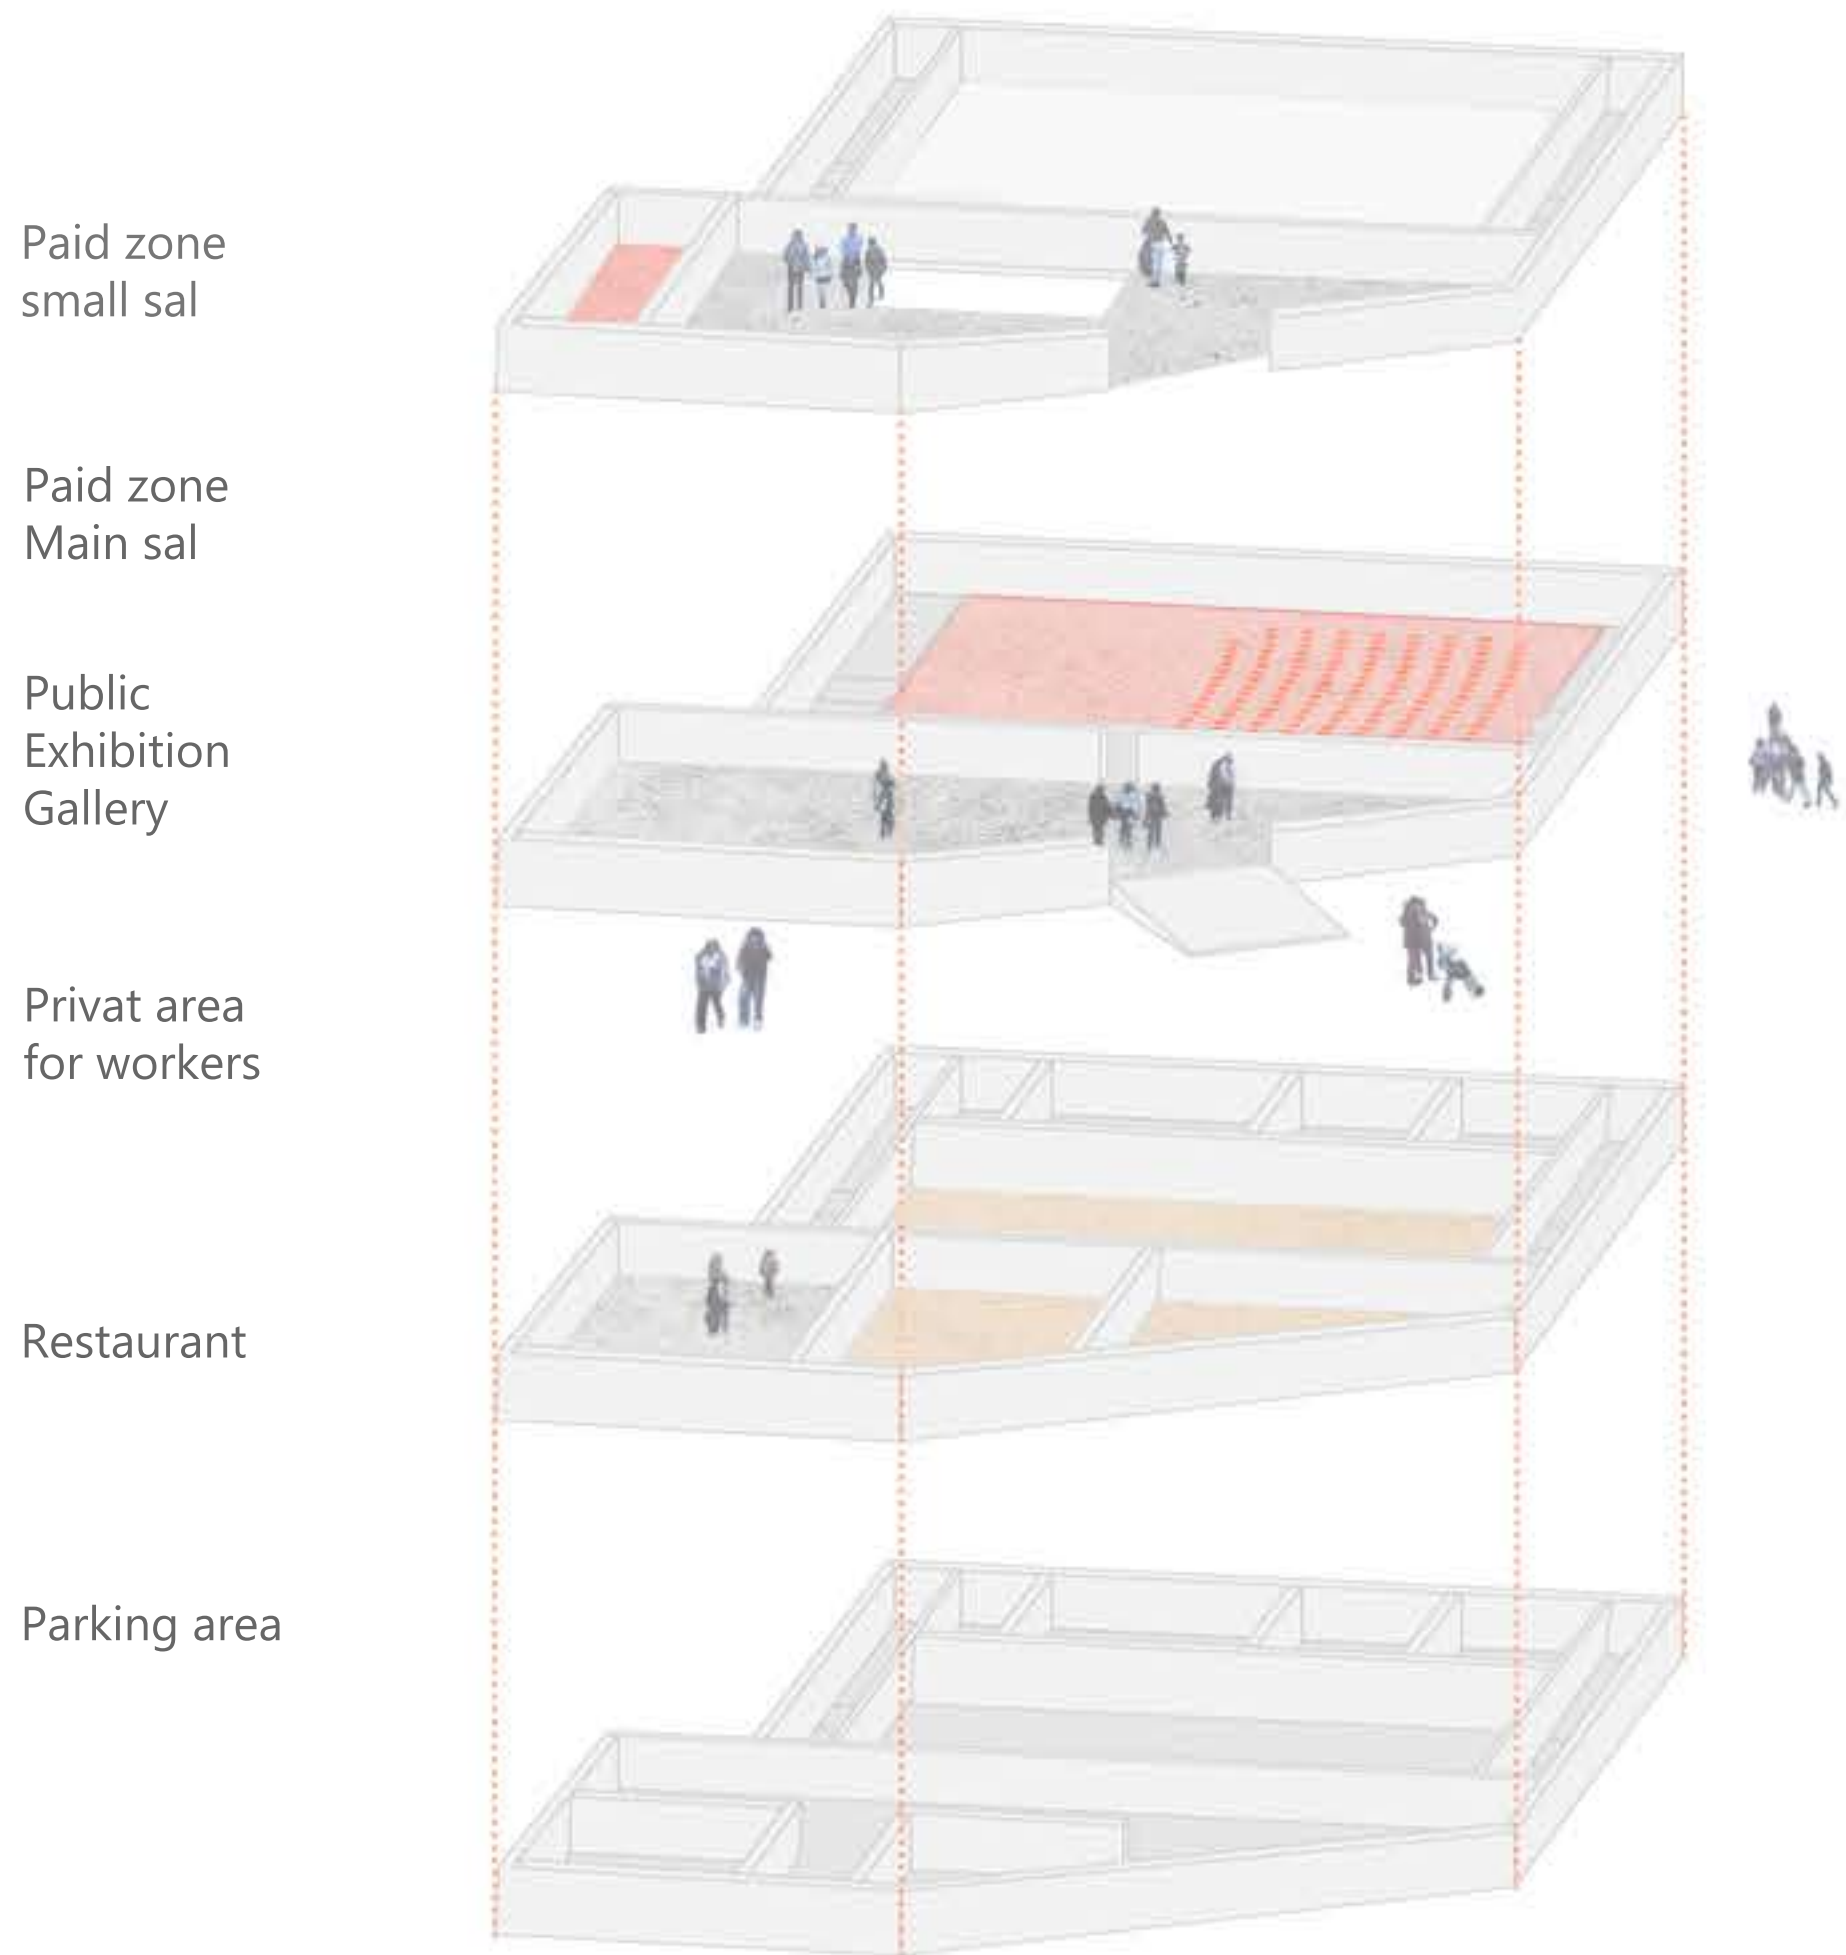 Paid zone
small sal
Paid zone
Main sal
Public
Exhibition
Gallery
Privat area
for workers
Restaurant
Parking area